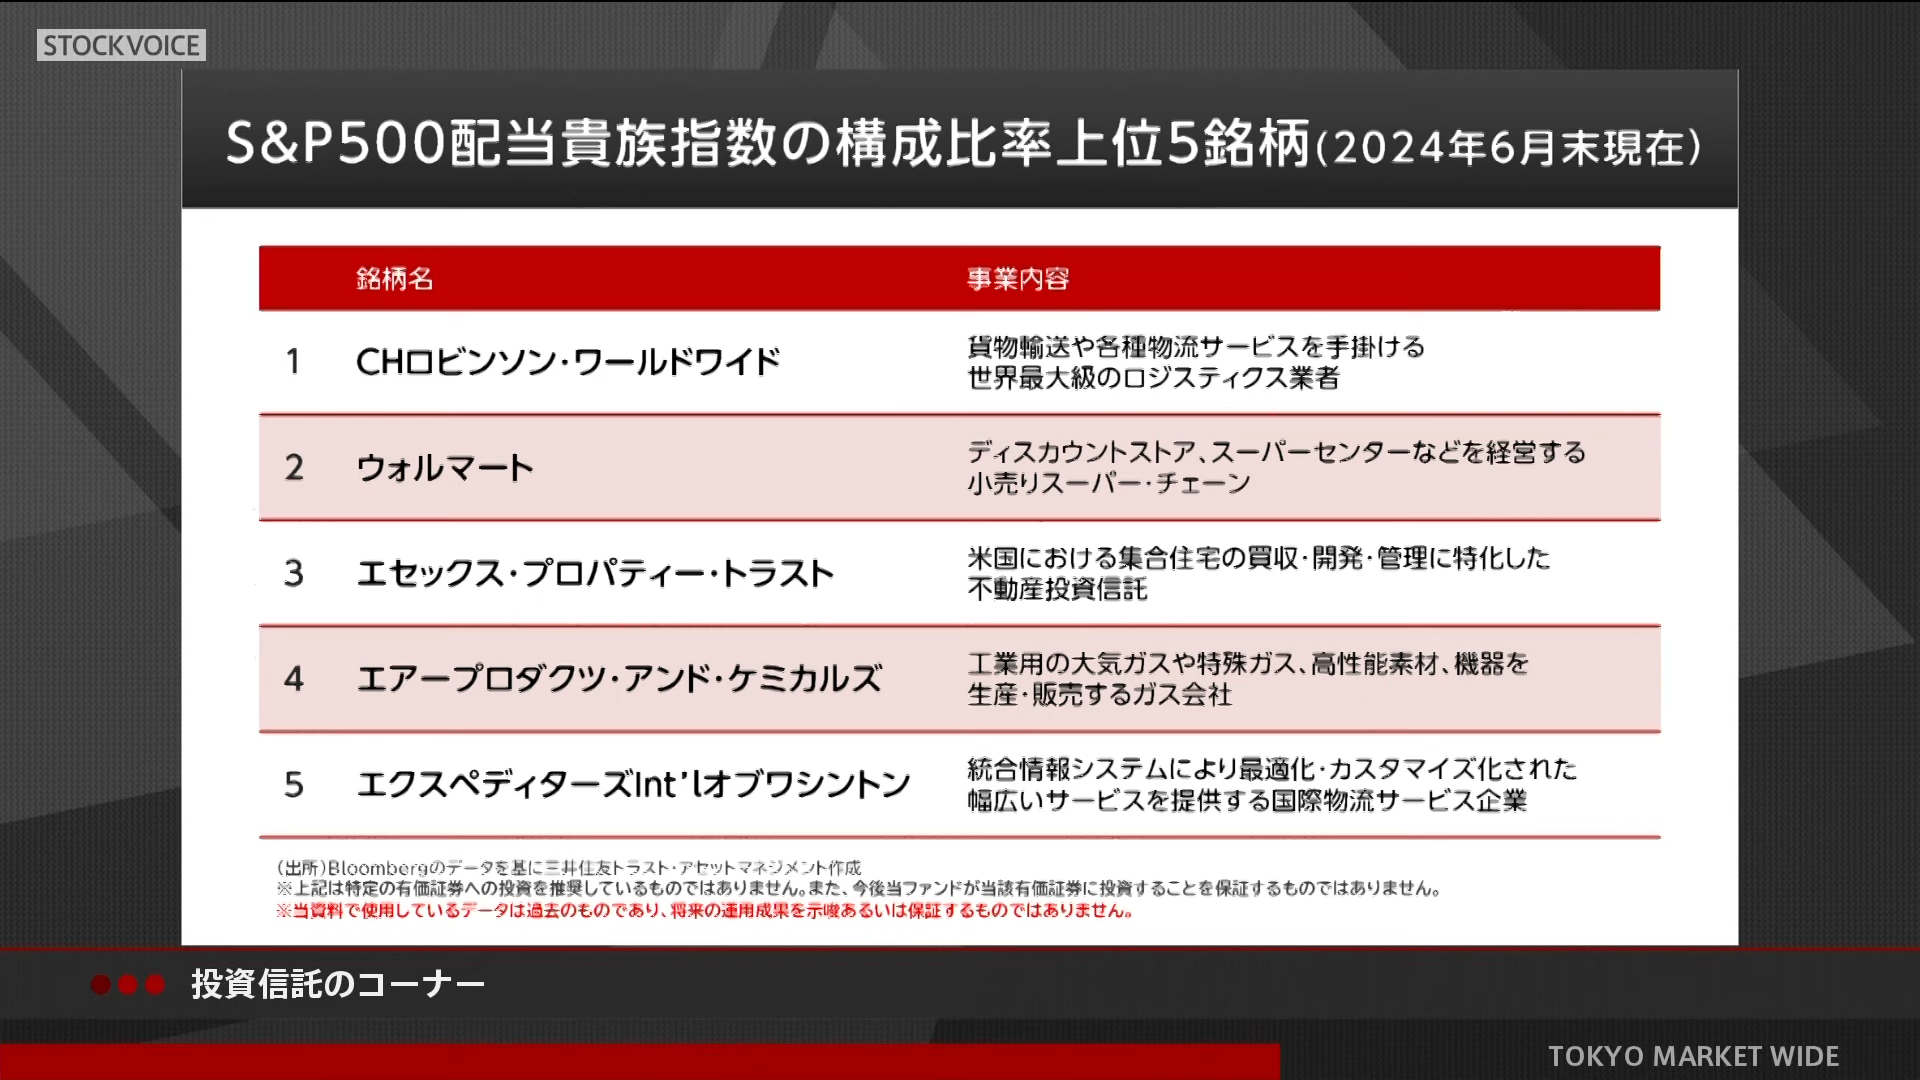 STOCKVOICE
S&P500配当貴族指数の構成比率上位5銘柄(2024年6月末現在)
銘柄名 事業内容
1 CHロビンソン・ワールドワイド 貨物輸送や各種物流サービスを手掛ける
世界最大級のロジスティクス業者
2 ウォルマート ディスカウントストア、スーパーセンターなどを経営する
小売りスーパー・チェーン
3 エセックス・プロパティー・トラスト 米国における集合住宅の買収・開発・管理に特化した
不動産投資信託
4 エアープロダクツ・アンド・ケミカルズ 工業用の大気ガスや特殊ガス、高性能素材、機器を
生産・販売するガス会社
5 エクスペディターズInt'lオブワシントン 統合情報システムにより最適化・カスタマイズ化された
幅広いサービスを提供する国際物流サービス企業
(出所)Bloombergのデータを基に三井住友トラスト・アセットマネジメント作成
※上記は特定の有価証券への投資を推奨しているものではありません。また、今後当ファンドが当該有価証券に投資することを保証するものではありません。
※当資料で使用しているデータは過去のものであり、将来の運用成果を示唆あるいは保証するものではありません。
投資信託のコーナー
TOKYO MARKET WIDE